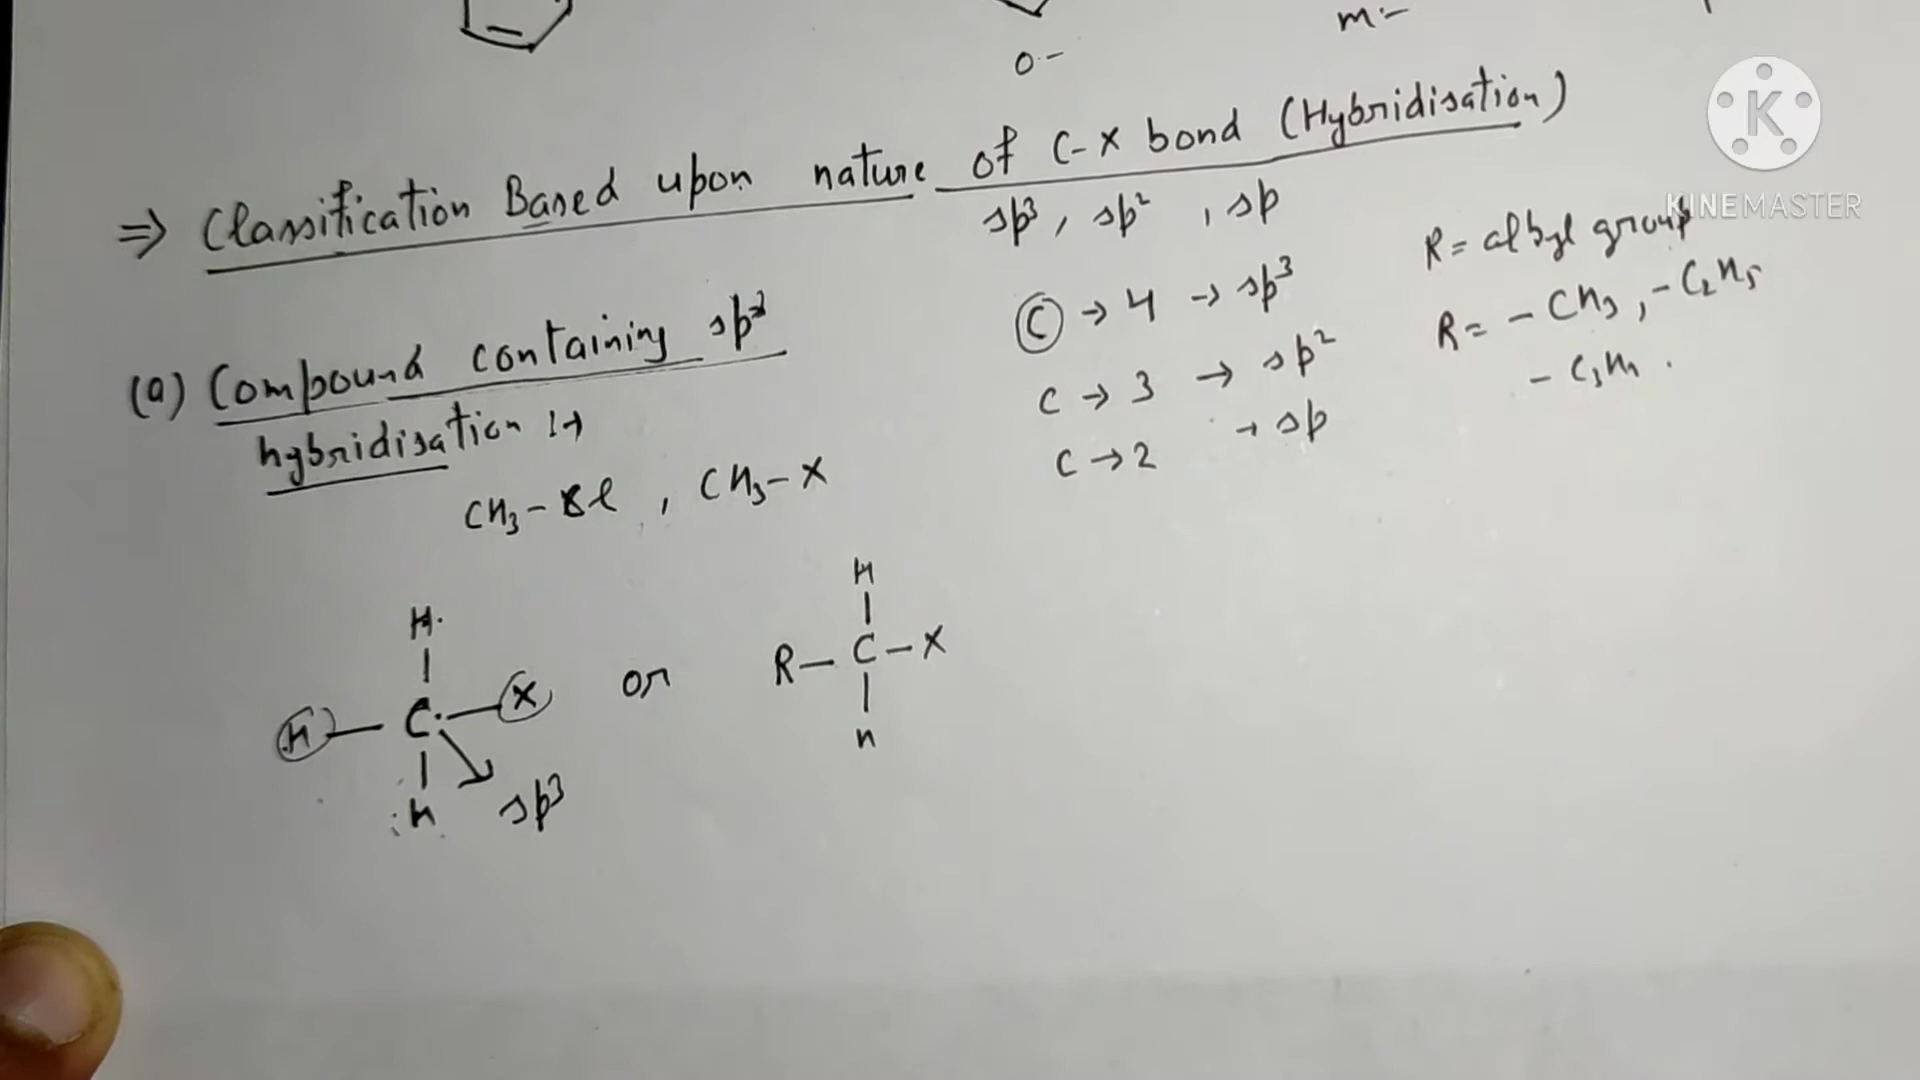 o:-
m:-
⇒ Classification Based upon nature of C-X bond (Hybridisation)
sp³, sp², sp
K
KINEMASTER
R = alkyl group
R = -CH₃, -C₂H₅
-C₃H₇.
(a) Compound containing sp³
hybridisation :→
CH₃-Cl, CH₃-X
C → 4 → sp³
C → 3 → sp²
C → 2 → sp
H
H-C-X
H
sp³
or
H
R-C-X
H